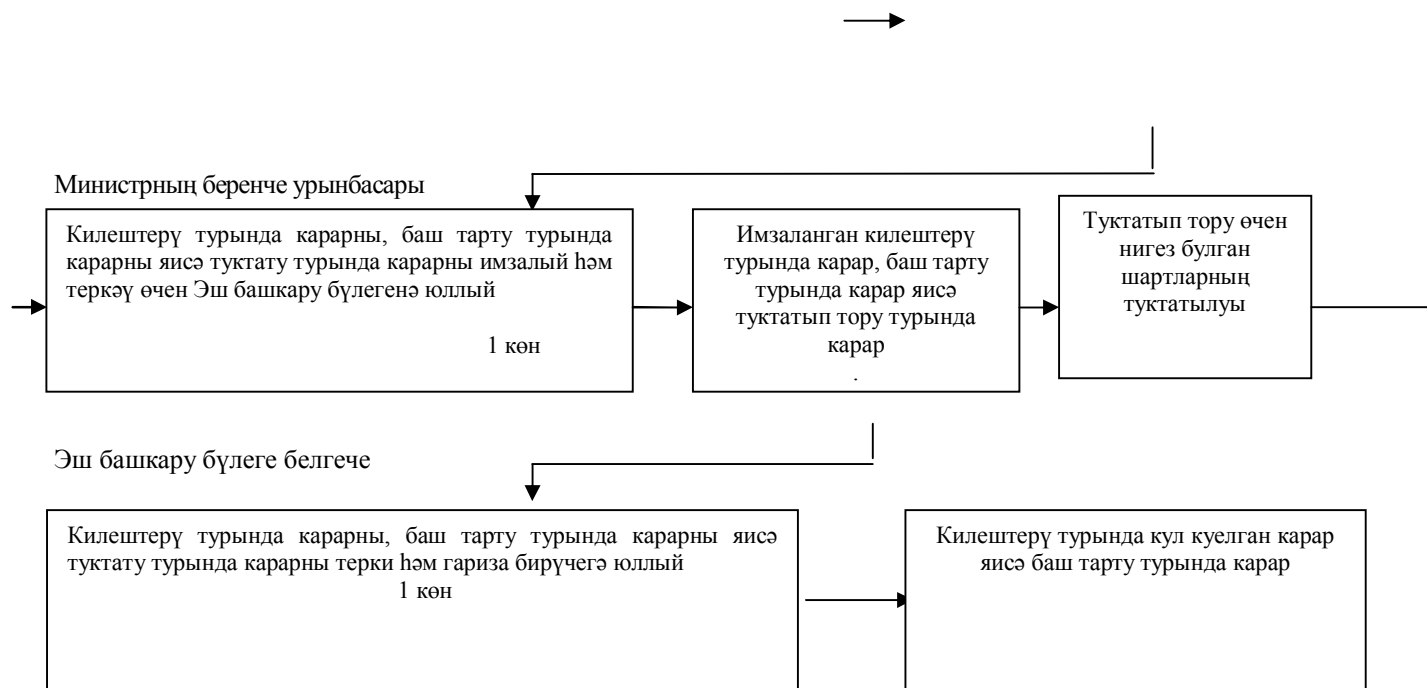 Министрның беренче урынбасары
Килештерү турында карарны, баш тарту турында
карарны яисә туктату турында карарны имзалый һәм
теркәү өчен Эш башкару бүлегенә юллый
1 көн
Имзаланган килештерү
турында карар, баш тарту
турында карар яисә
туктатып тору турында
карар
.
Туктатып тору өчен
нигез булган
шартларның
туктатылуы
Эш башкару бүлеге белгече
Килештерү турында карарны, баш тарту турында карарны яисә
туктату турында карарны терки һәм гариза бирүчегә юллый
1 көн
Килештерү турында кул куелган карар
яисә баш тарту турында карар